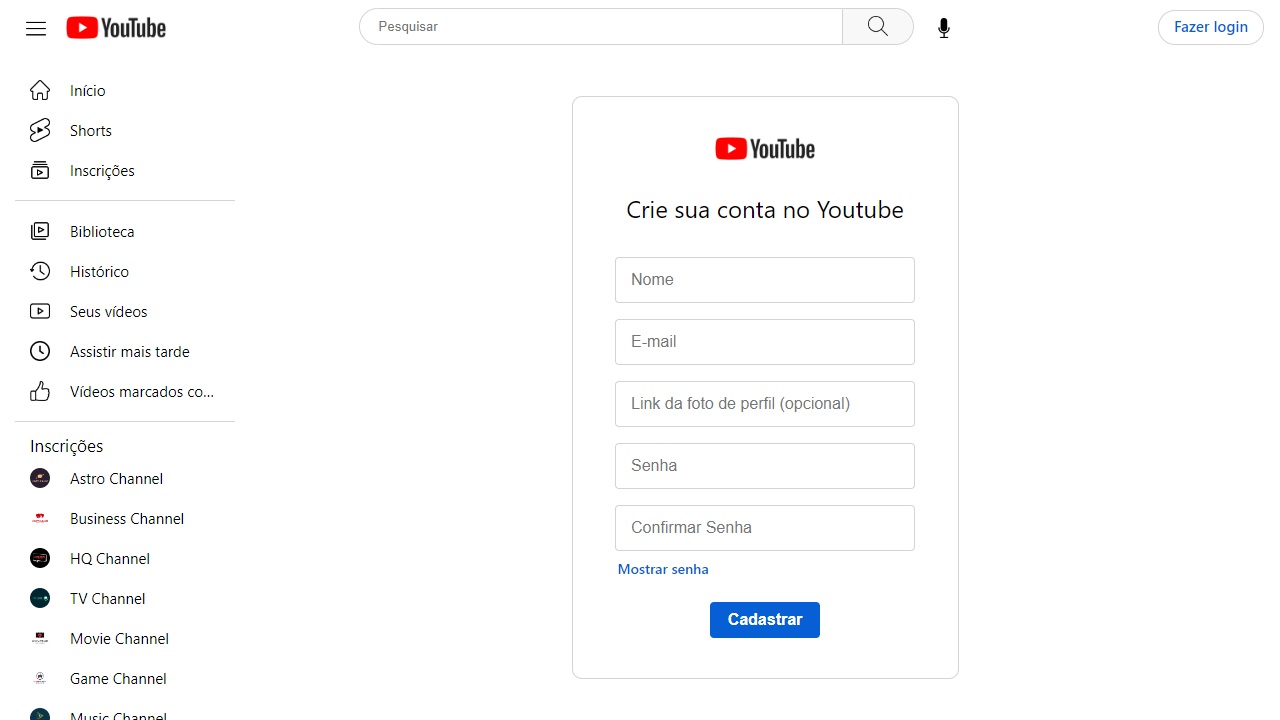 YouTube
Pesquisar
Fazer login
Início
Shorts
Inscrições
Biblioteca
Histórico
Seus vídeos
Assistir mais tarde
Vídeos marcados co...
Inscrições
Astro Channel
Business Channel
HQ Channel
TV Channel
Movie Channel
Game Channel
Music Channel
YouTube
Crie sua conta no Youtube
Nome
E-mail
Link da foto de perfil (opcional)
Senha
Confirmar Senha
Mostrar senha
Cadastrar